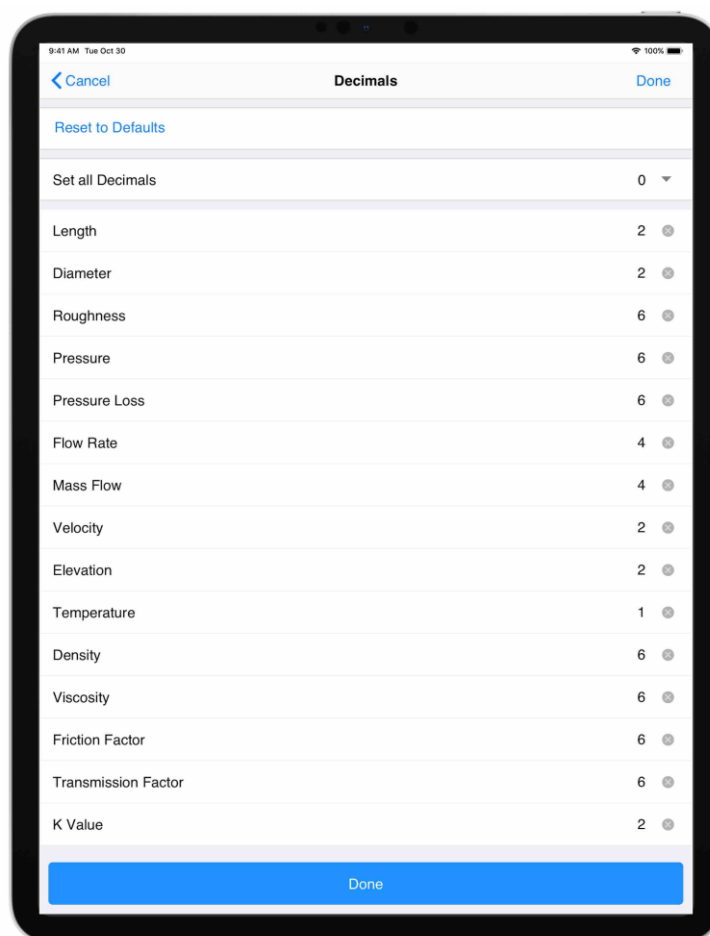 9:41 AM Tue Oct 30 100%
Cancel Decimals Done
Reset to Defaults
Set all Decimals 0
Length 2
Diameter 2
Roughness 6
Pressure 6
Pressure Loss 6
Flow Rate 4
Mass Flow 4
Velocity 2
Elevation 2
Temperature 1
Density 6
Viscosity 6
Friction Factor 6
Transmission Factor 6
K Value 2
Done